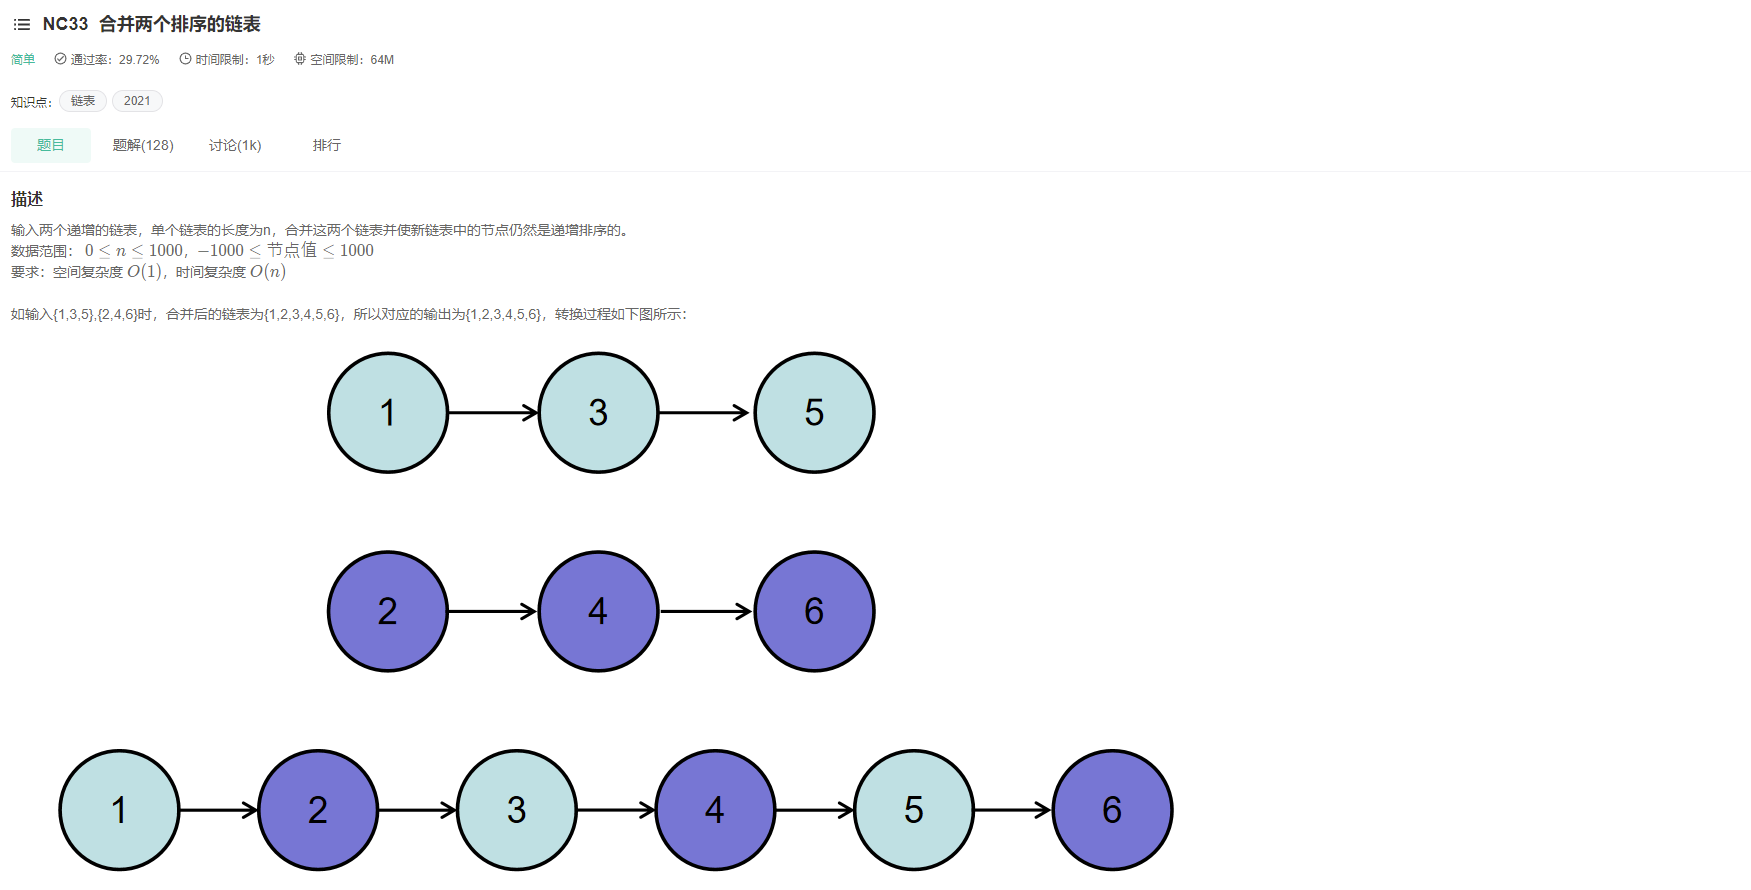 NC33 合并两个排序的链表
简单 通过率：29.72% 时间限制：1秒 空间限制：64M
知识点： 链表 2021
题目 题解(128) 讨论(1k) 排行
描述
输入两个递增的链表，单个链表的长度为n，合并这两个链表并使新链表中的节点仍然是递增排序的。
数据范围： 0 ≤ n ≤ 1000，−1000 ≤ 节点值 ≤ 1000
要求：空间复杂度 O(1)，时间复杂度 O(n)
如输入{1,3,5},{2,4,6}时，合并后的链表为{1,2,3,4,5,6}，所以对应的输出为{1,2,3,4,5,6}，转换过程如下图所示：
1 3 5
2 4 6
1 2 3 4 5 6